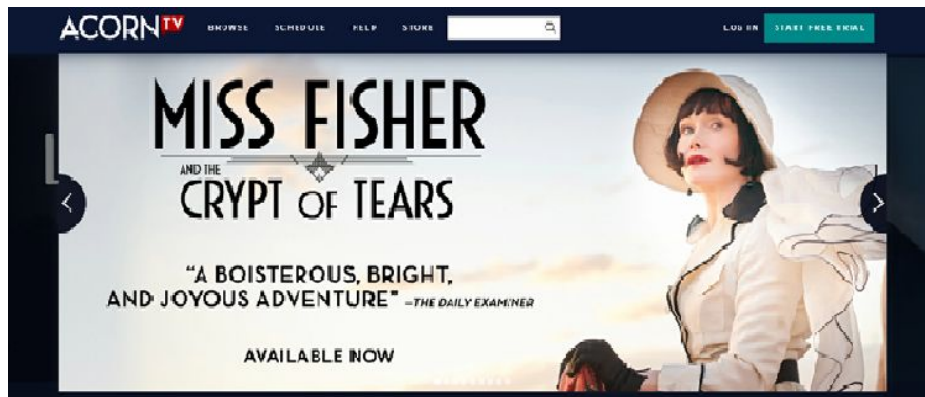 ACORN TV BROWSE SCHEDULE HELP STORE LOG IN START FREE TRIAL
MISS FISHER
AND THE
CRYPT OF TEARS
"A BOISTEROUS, BRIGHT,
AND JOYOUS ADVENTURE" –THE DAILY EXAMINER
AVAILABLE NOW